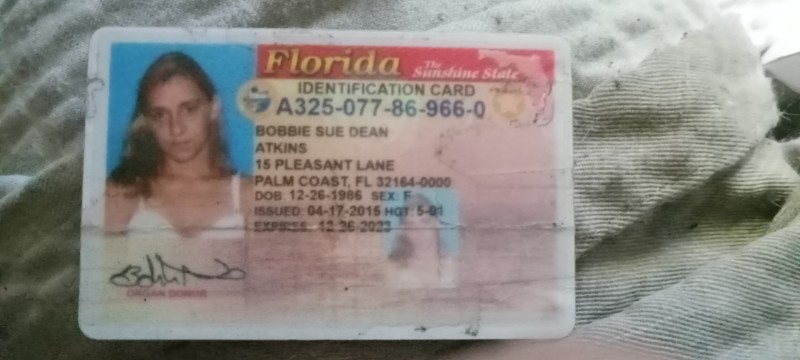 Florida The Sunshine State
IDENTIFICATION CARD
A325-077-86-966-0
BOBBIE SUE DEAN
ATKINS
15 PLEASANT LANE
PALM COAST, FL 32164-0000
DOB: 12-26-1986 SEX: F
ISSUED: 04-17-2015 HGT: 5-01
EXPIRES: 12-26-2023
ORGAN DONOR